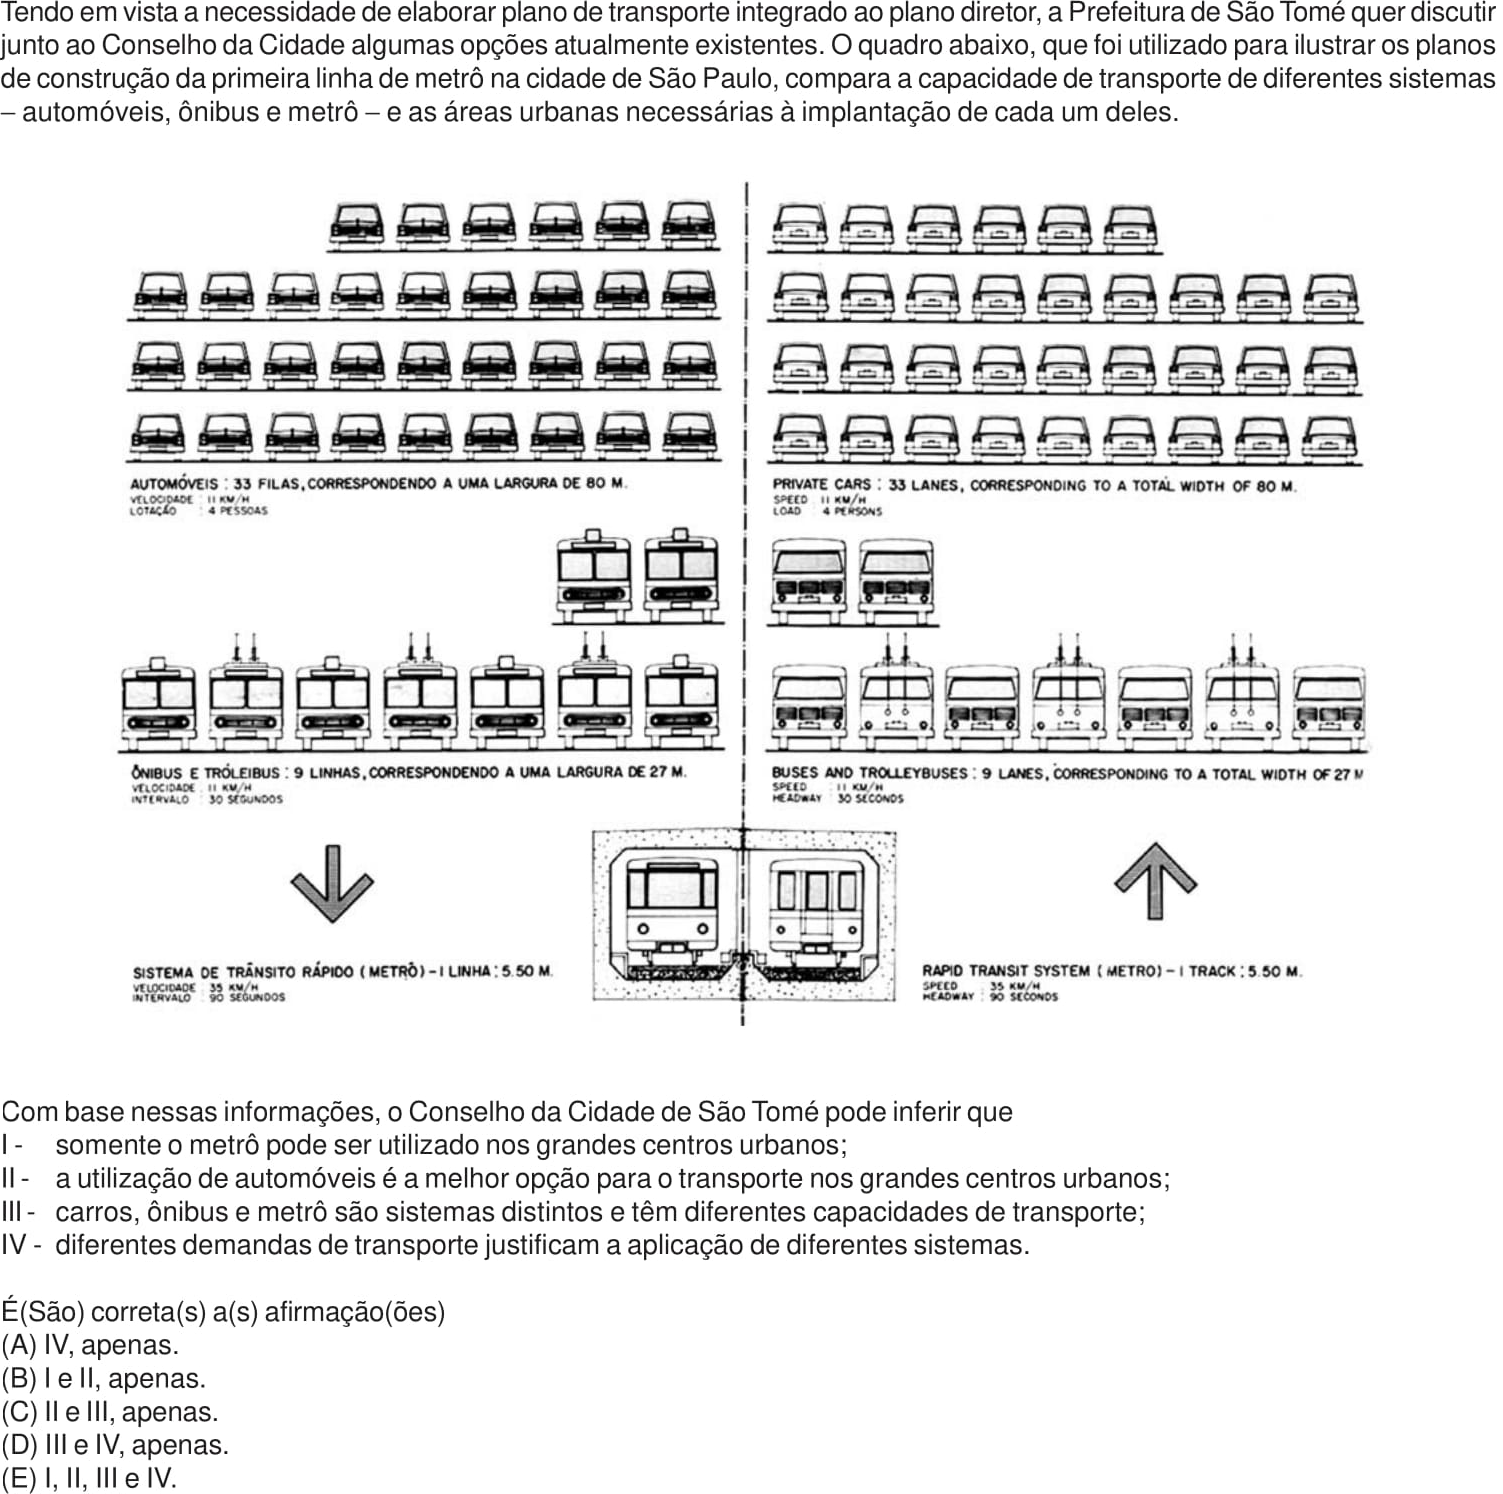 Tendo em vista a necessidade de elaborar plano de transporte integrado ao plano diretor, a Prefeitura de São Tomé quer discutir
junto ao Conselho da Cidade algumas opções atualmente existentes. O quadro abaixo, que foi utilizado para ilustrar os planos
de construção da primeira linha de metrô na cidade de São Paulo, compara a capacidade de transporte de diferentes sistemas
– automóveis, ônibus e metrô – e as áreas urbanas necessárias à implantação de cada um deles.
AUTOMÓVEIS : 33 FILAS, CORRESPONDENDO A UMA LARGURA DE 80 M.
VELOCIDADE : 11 KM/H
LOTAÇÃO : 4 PESSOAS
PRIVATE CARS : 33 LANES, CORRESPONDING TO A TOTAL WIDTH OF 80 M.
SPEED : 11 KM/H
LOAD : 4 PERSONS
ÔNIBUS E TRÓLEIBUS : 9 LINHAS, CORRESPONDENDO A UMA LARGURA DE 27 M.
VELOCIDADE : 11 KM/H
INTERVALO : 30 SEGUNDOS
BUSES AND TROLLEYBUSES : 9 LANES, CORRESPONDING TO A TOTAL WIDTH OF 27 M
SPEED : 11 KM/H
HEADWAY : 30 SECONDS
SISTEMA DE TRÂNSITO RÁPIDO ( METRÔ ) - 1 LINHA : 5.50 M.
VELOCIDADE : 35 KM/H
INTERVALO : 90 SEGUNDOS
RAPID TRANSIT SYSTEM ( METRO ) - 1 TRACK : 5.50 M.
SPEED : 35 KM/H
HEADWAY : 90 SECONDS
Com base nessas informações, o Conselho da Cidade de São Tomé pode inferir que
I - somente o metrô pode ser utilizado nos grandes centros urbanos;
II - a utilização de automóveis é a melhor opção para o transporte nos grandes centros urbanos;
III - carros, ônibus e metrô são sistemas distintos e têm diferentes capacidades de transporte;
IV - diferentes demandas de transporte justificam a aplicação de diferentes sistemas.
É(São) correta(s) a(s) afirmação(ões)
(A) IV, apenas.
(B) I e II, apenas.
(C) II e III, apenas.
(D) III e IV, apenas.
(E) I, II, III e IV.